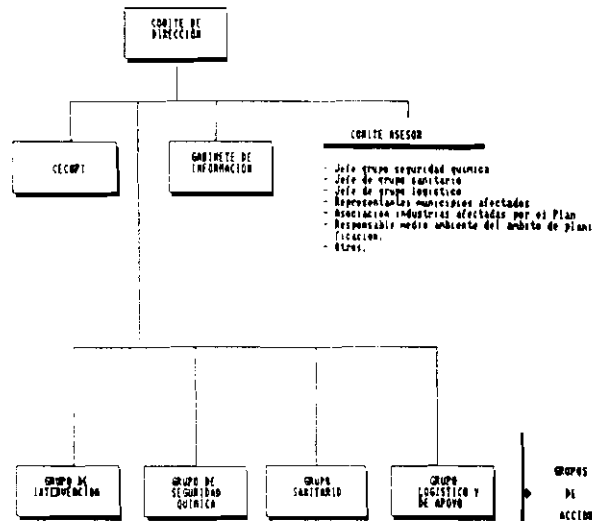 COMITE DE
DIRECCION
CECOPI
GABINETE DE
INFORMACION
COMITE ASESOR
- Jefe grupo seguridad quimica
- Jefe de grupo sanitario
- Jefe de grupo logistico
- Representantes municipios afectados
- Asociacion industrias afectadas por el Plan
- Responsable medio ambiente del ambito de plani
ficacion.
- Otros.
GRUPO DE
INTERVENCION
GRUPO DE
SEGURIDAD
QUIMICA
GRUPO
SANITARIO
GRUPO
LOGISTICO Y
DE APOYO
GRUPOS
DE
ACCION